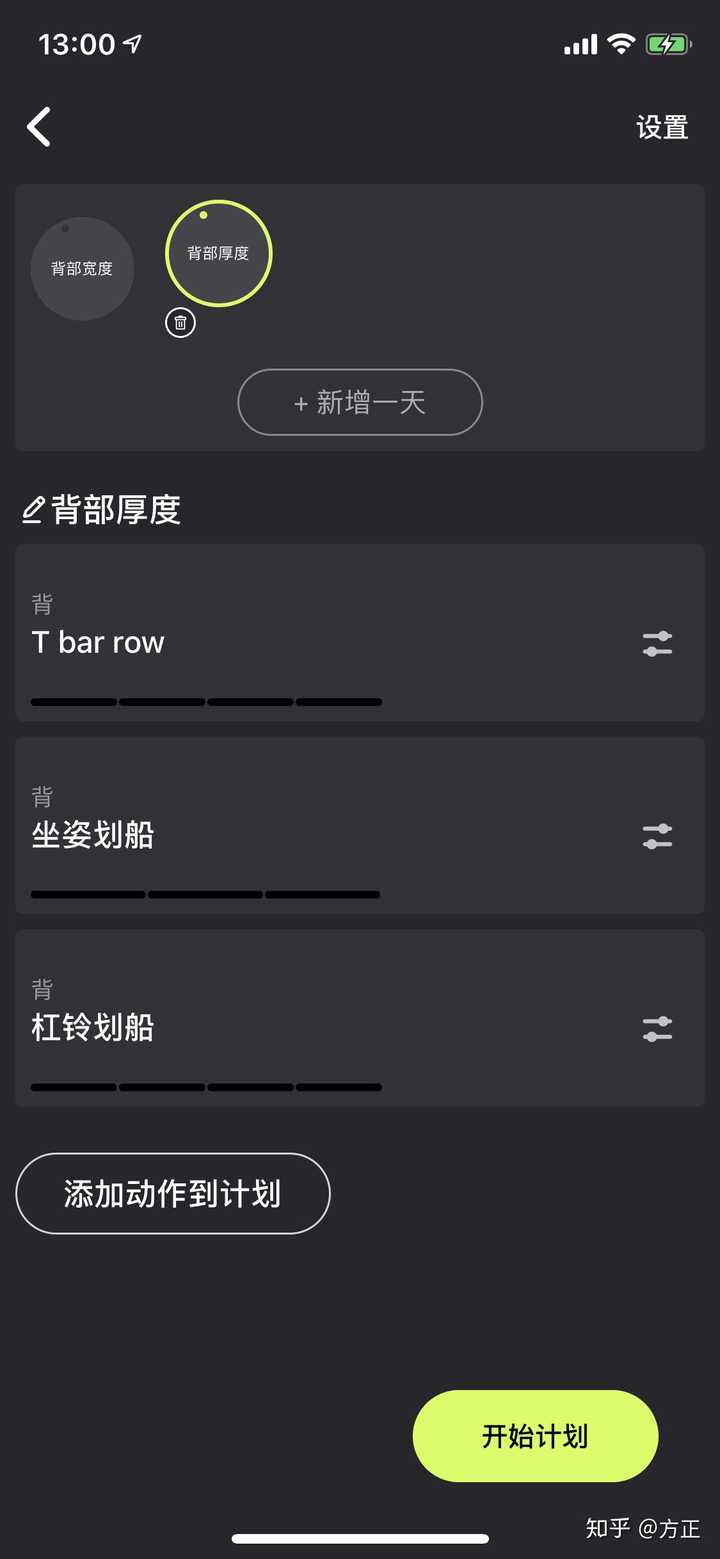 13:00
设置
背部宽度
背部厚度
+ 新增一天
背部厚度
背
T bar row
背
坐姿划船
背
杠铃划船
添加动作到计划
开始计划
知乎 @方正